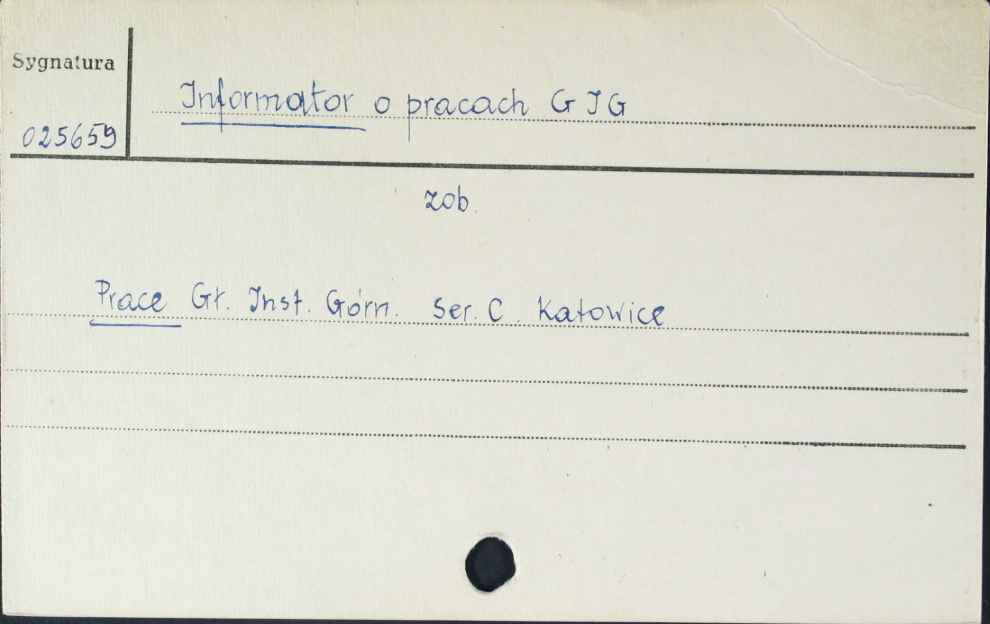 Sygnatura
Informator o pracach GIG
025659
zob.
Prace Gł. Inst. Górn. Ser. C. Katowice